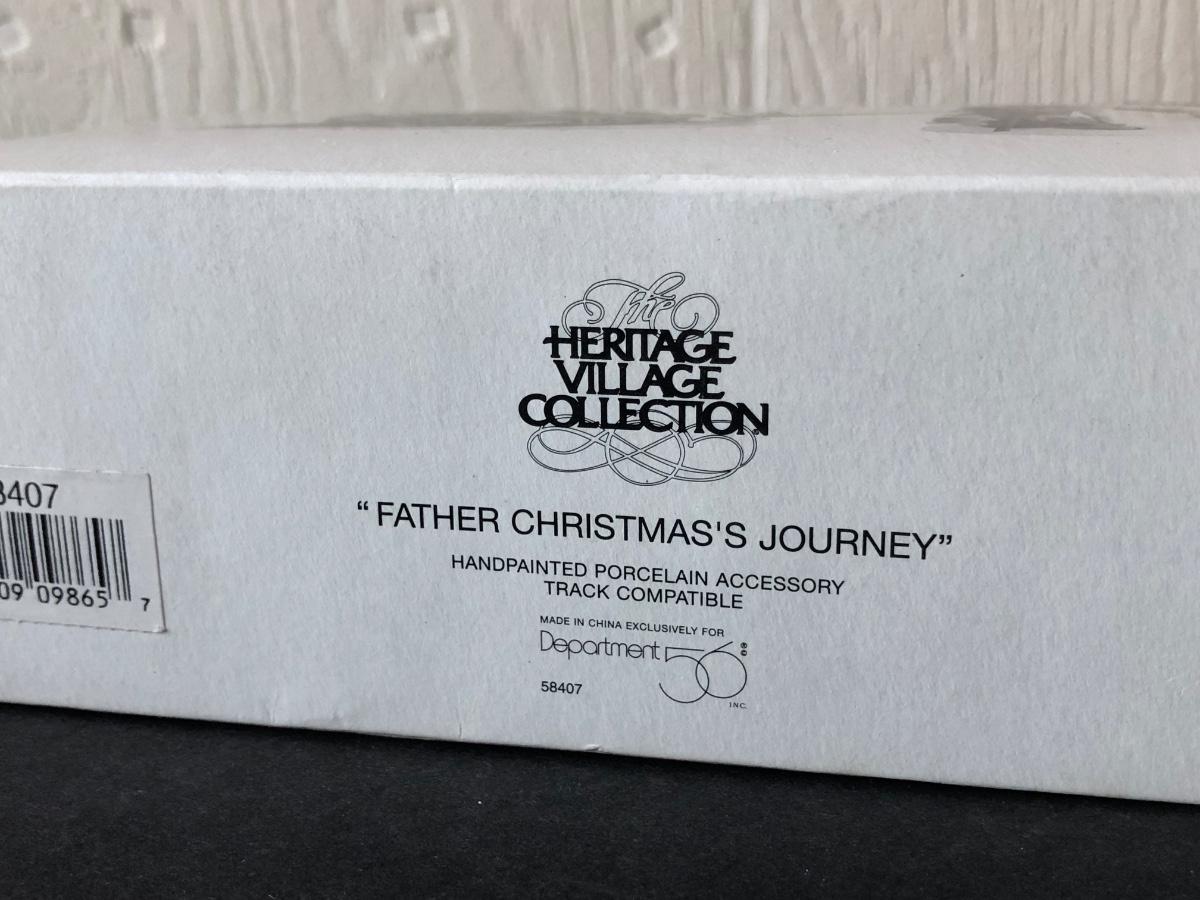 The
HERITAGE
VILLAGE
COLLECTION
“FATHER CHRISTMAS'S JOURNEY”
HANDPAINTED PORCELAIN ACCESSORY
TRACK COMPATIBLE
MADE IN CHINA EXCLUSIVELY FOR
Department 56
INC.
58407
8407
09 09865 7